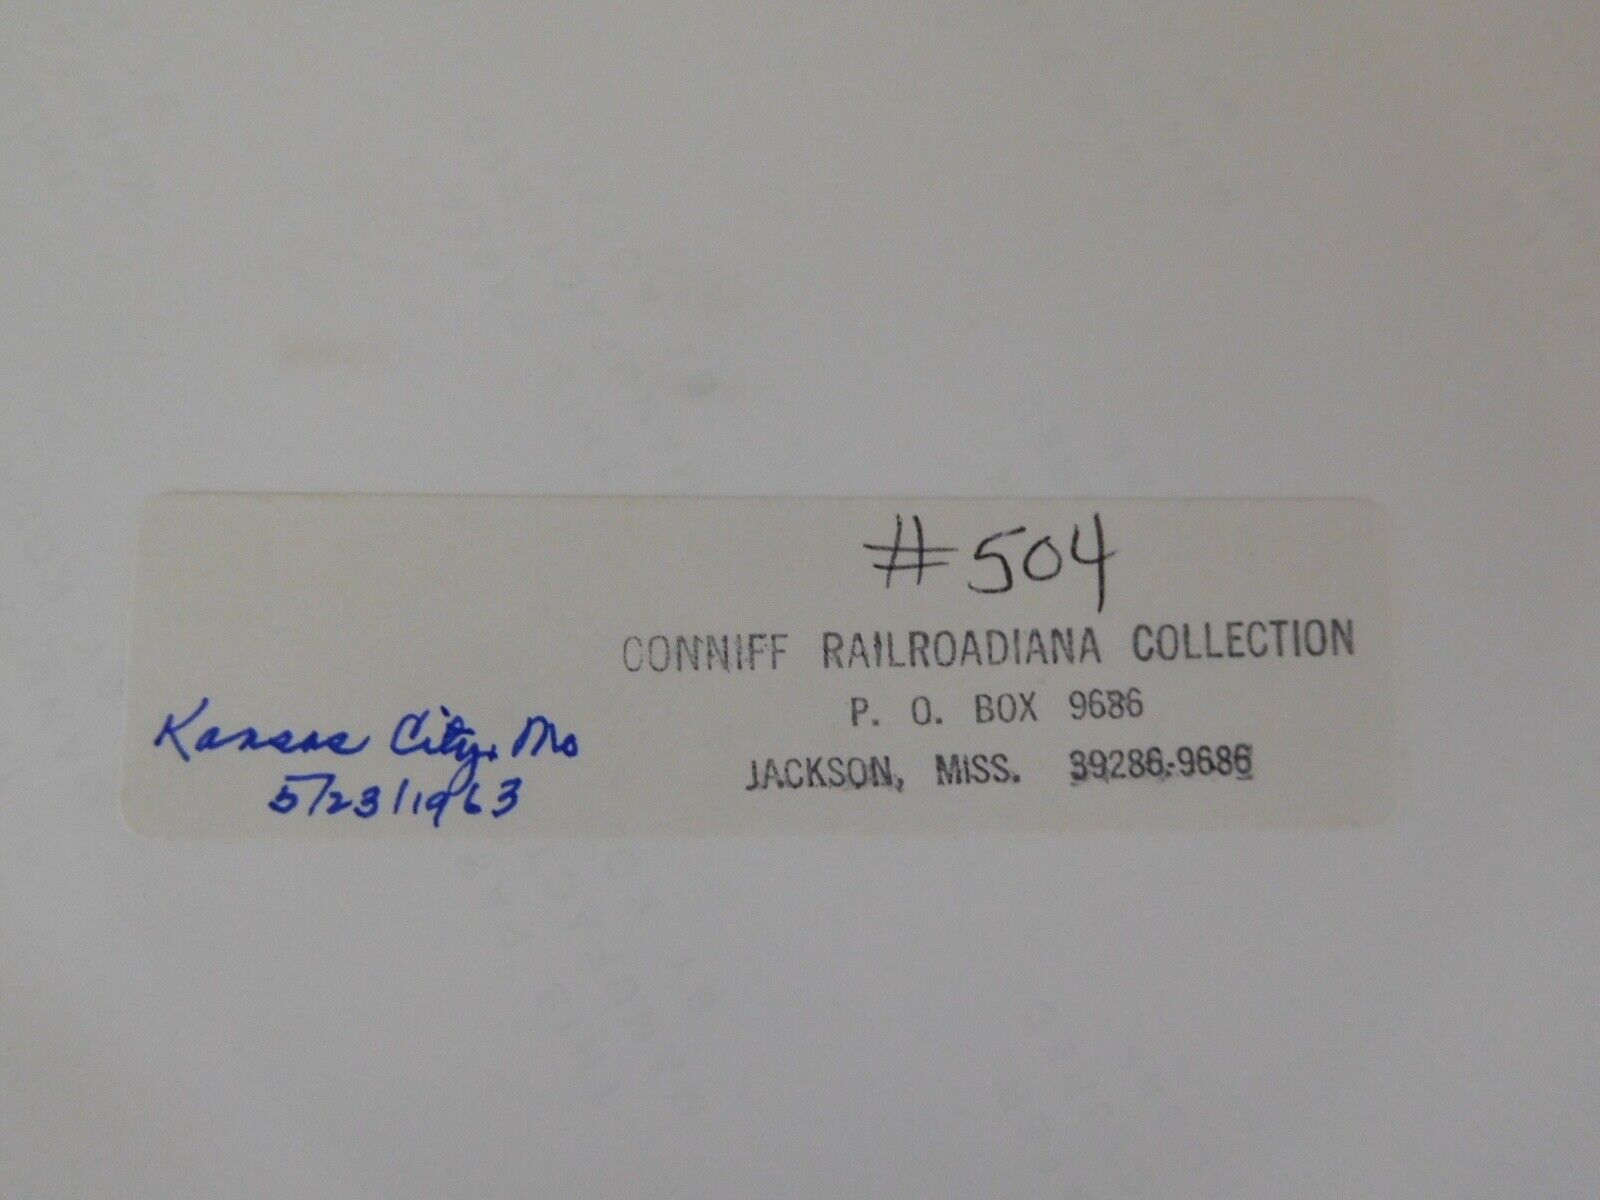 #504
CONNIFF RAILROADIANA COLLECTION
P. O. BOX 9686
JACKSON, MISS. 39286-9686
Kansas City, Mo
5/23/1963